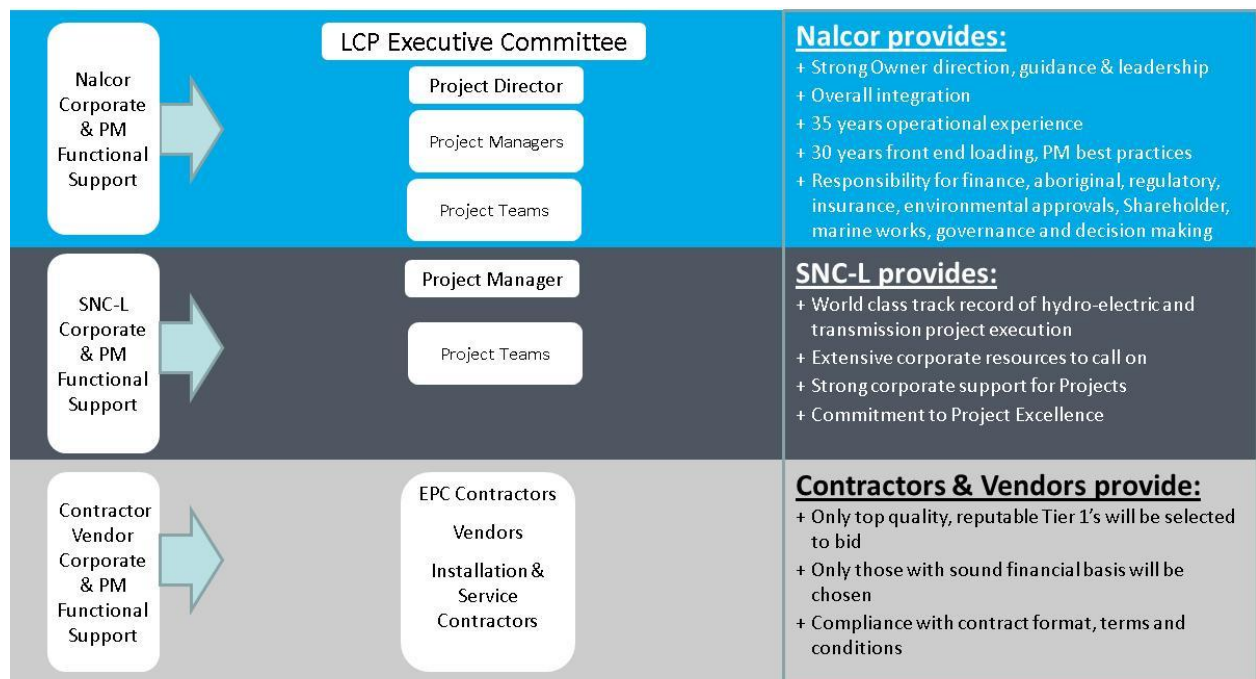 Nalcor
Corporate
& PM
Functional
Support
LCP Executive Committee
Project Director
Project Managers
Project Teams
Nalcor provides:
+ Strong Owner direction, guidance & leadership
+ Overall integration
+ 35 years operational experience
+ 30 years front end loading, PM best practices
+ Responsibility for finance, aboriginal, regulatory,
insurance, environmental approvals, Shareholder,
marine works, governance and decision making
SNC-L
Corporate
& PM
Functional
Support
Project Manager
Project Teams
SNC-L provides:
+ World class track record of hydro-electric and
transmission project execution
+ Extensive corporate resources to call on
+ Strong corporate support for Projects
+ Commitment to Project Excellence
Contractor
Vendor
Corporate
& PM
Functional
Support
EPC Contractors
Vendors
Installation &
Service
Contractors
Contractors & Vendors provide:
+ Only top quality, reputable Tier 1's will be selected
to bid
+ Only those with sound financial basis will be
chosen
+ Compliance with contract format, terms and
conditions